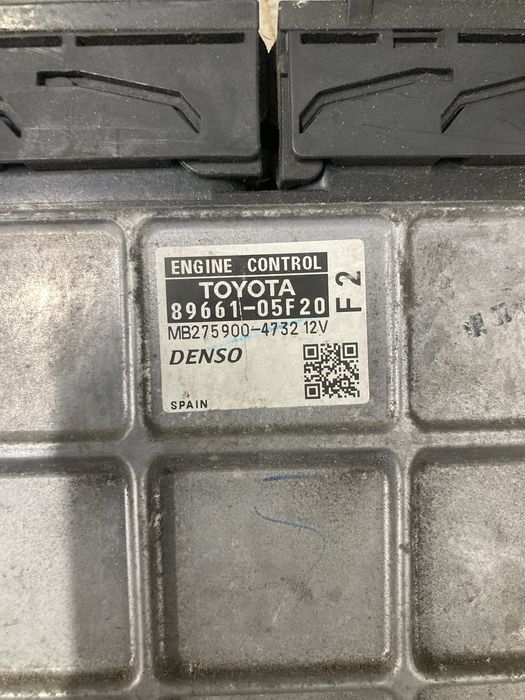 ENGINE CONTROL
TOYOTA
89661-05F20
F2
MB275900-4732 12V
DENSO
SPAIN